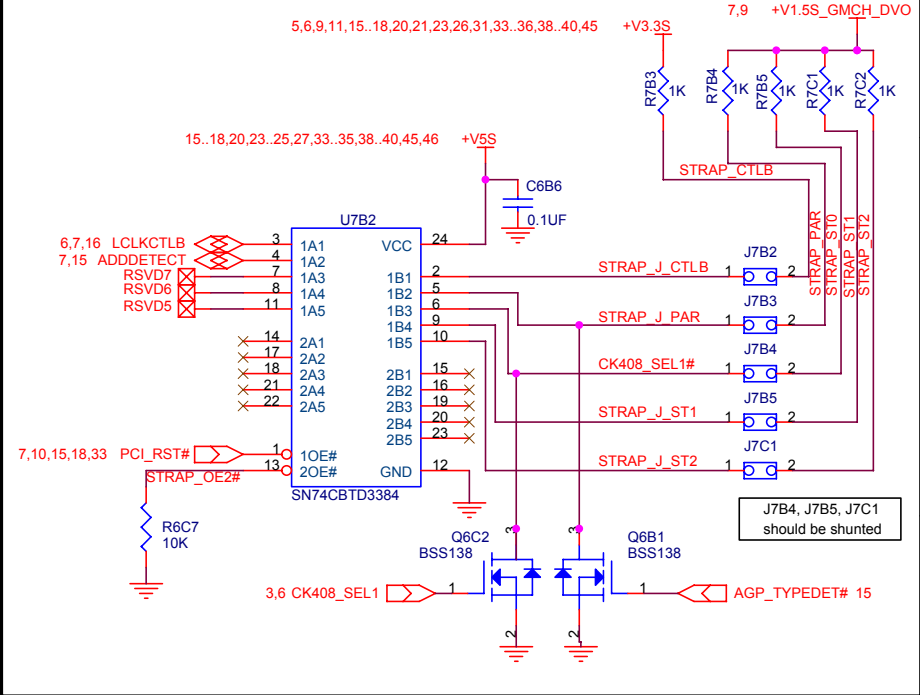 7,9 +V1.5S_GMCH_DVO
5,6,9,11,15..18,20,21,23,26,31,33..36,38..40,45 +V3.3S
R7B3 1K
R7B4 1K
R7B5 1K
R7C1 1K
R7C2 1K
15..18,20,23..25,27,33..35,38..40,45,46 +V5S
STRAP_CTLB
C6B6
0.1UF
STRAP_PAR
STRAP_ST0
STRAP_ST1
STRAP_ST2
U7B2
6,7,16 LCLKCTLB 3 1A1 VCC 24
7,15 ADDDETECT 4 1A2
RSVD7 7 1A3 1B1 2 STRAP_J_CTLB 1 J7B2 2
RSVD6 8 1A4 1B2 5
RSVD5 11 1A5 1B3 6 STRAP_J_PAR 1 J7B3 2
1B4 9
14 2A1 1B5 10
17 2A2 CK408_SEL1# 1 J7B4 2
18 2A3 2B1 15
21 2A4 2B2 16
22 2A5 2B3 19 STRAP_J_ST1 1 J7B5 2
2B4 20
2B5 23
7,10,15,18,33 PCI_RST# 1 1OE#
13 2OE# GND 12 STRAP_J_ST2 1 J7C1 2
STRAP_OE2#
SN74CBTD3384
R6C7
10K
J7B4, J7B5, J7C1
should be shunted
3 3
Q6C2
BSS138
Q6B1
BSS138
3,6 CK408_SEL1 1
1 AGP_TYPEDET# 15
2 2